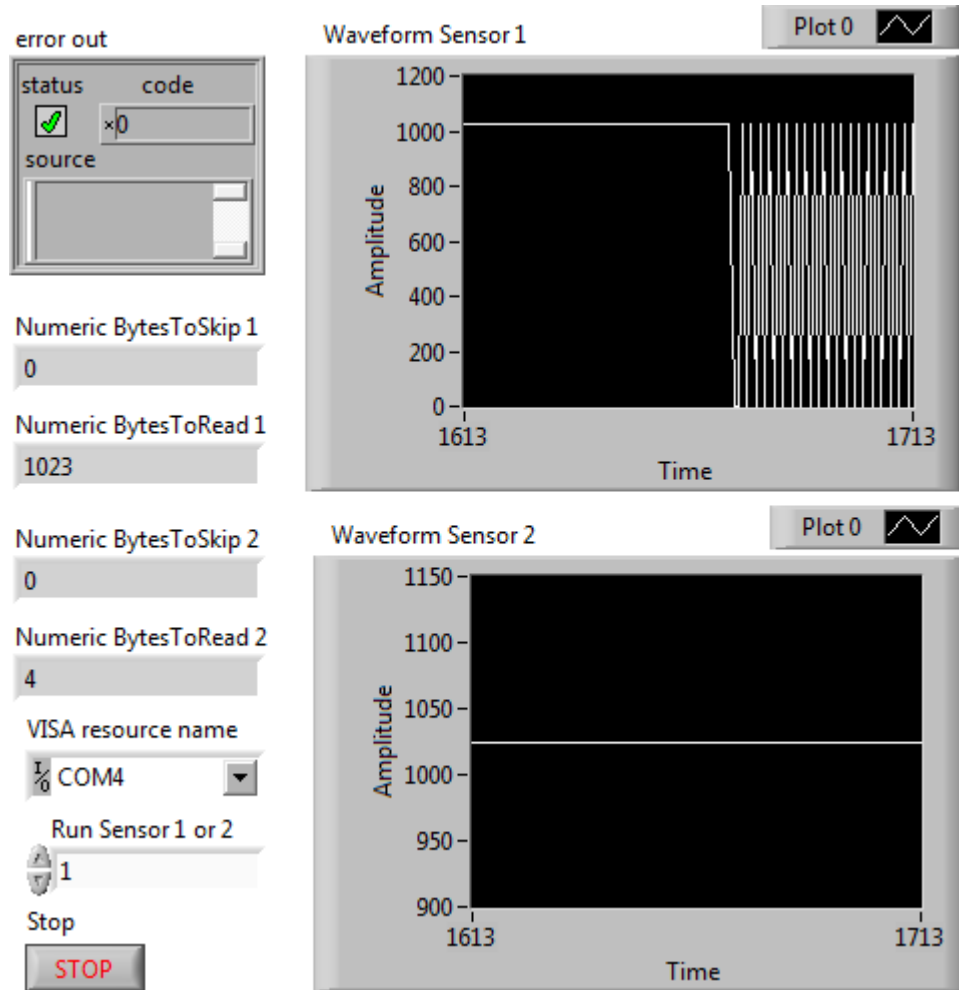 error out
status code
×0
source
Numeric BytesToSkip 1
0
Numeric BytesToRead 1
1023
Numeric BytesToSkip 2
0
Numeric BytesToRead 2
4
VISA resource name
I/0 COM4
Run Sensor 1 or 2
1
Stop
STOP
Waveform Sensor 1
Plot 0
1200
1000
800
600
400
200
0
Amplitude
1613 1713
Time
Waveform Sensor 2
Plot 0
1150
1100
1050
1000
950
900
Amplitude
1613 1713
Time